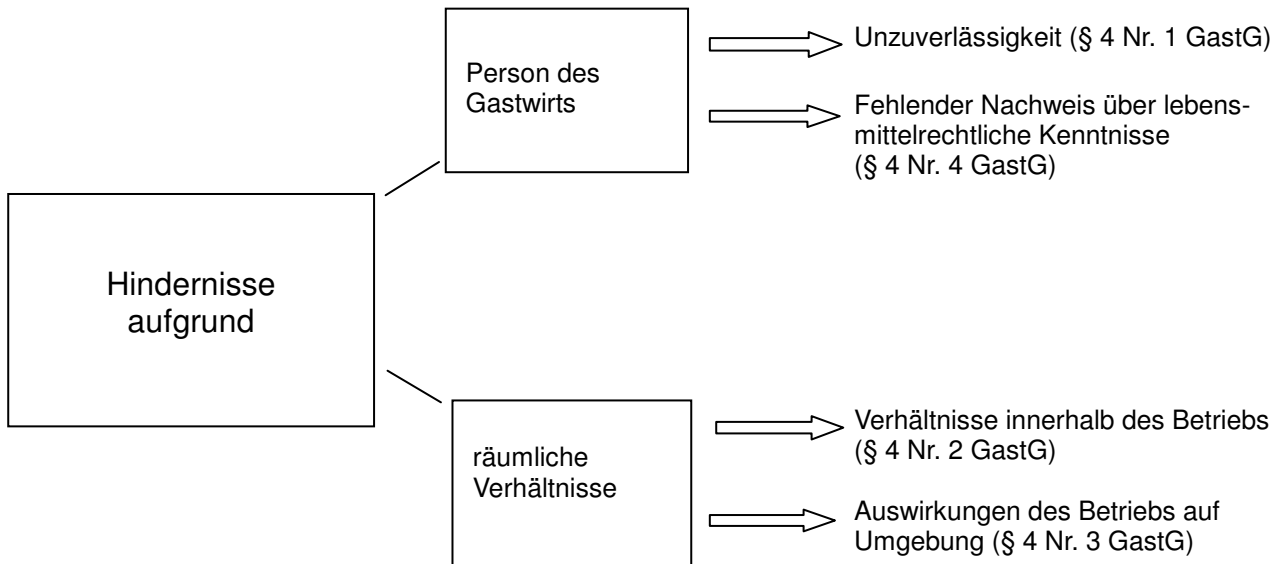 Hindernisse
aufgrund
Person des
Gastwirts
Unzuverlässigkeit (§ 4 Nr. 1 GastG)
Fehlender Nachweis über lebens-
mittelrechtliche Kenntnisse
(§ 4 Nr. 4 GastG)
räumliche
Verhältnisse
Verhältnisse innerhalb des Betriebs
(§ 4 Nr. 2 GastG)
Auswirkungen des Betriebs auf
Umgebung (§ 4 Nr. 3 GastG)